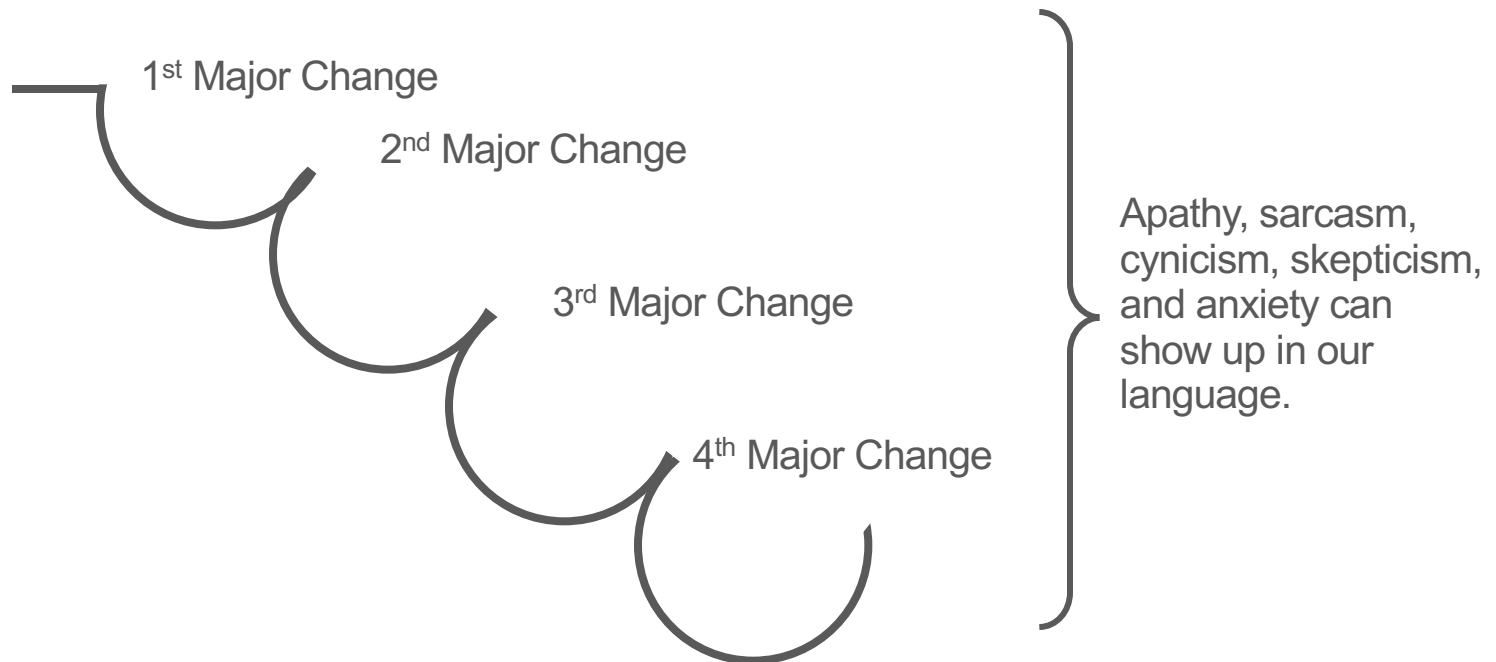 1st Major Change
2nd Major Change
3rd Major Change
4th Major Change
Apathy, sarcasm,
cynicism, skepticism,
and anxiety can
show up in our
language.